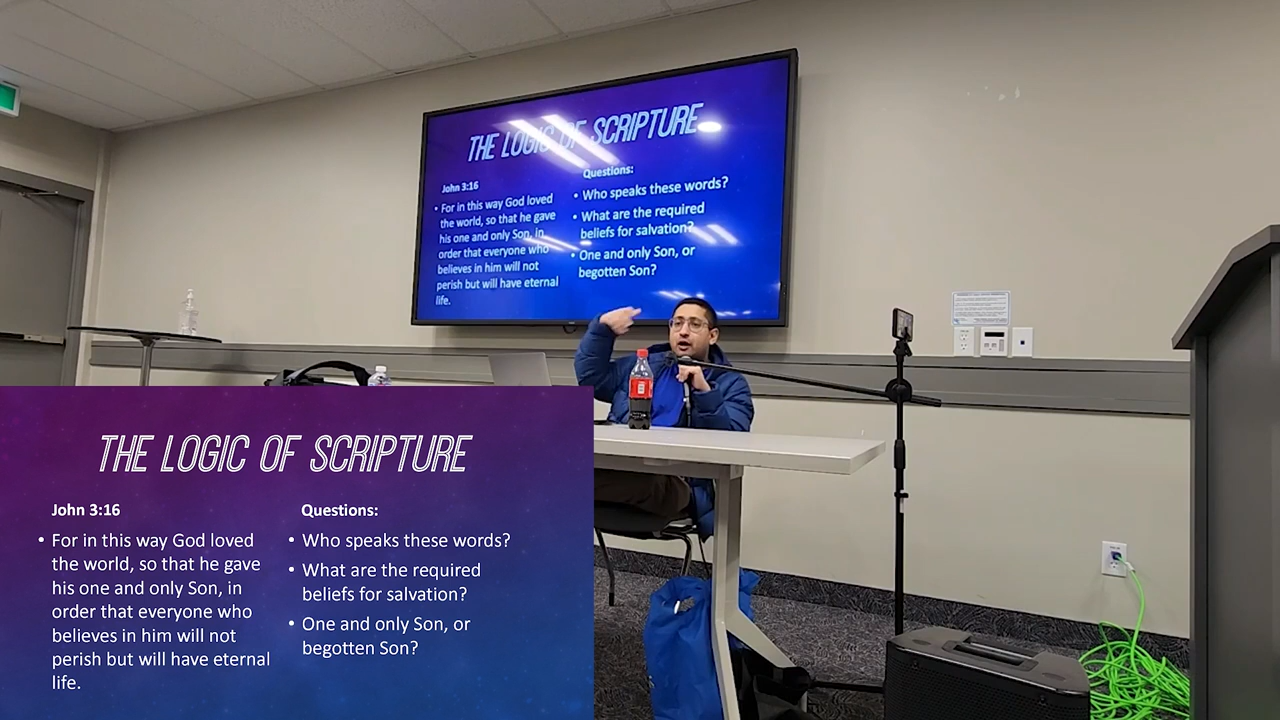 THE LOGIC OF SCRIPTURE
John 3:16
• For in this way God loved
the world, so that he gave
his one and only Son, in
order that everyone who
believes in him will not
perish but will have eternal
life.
Questions:
• Who speaks these words?
• What are the required
beliefs for salvation?
• One and only Son, or
begotten Son?
THE LOGIC OF SCRIPTURE
John 3:16
• For in this way God loved
the world, so that he gave
his one and only Son, in
order that everyone who
believes in him will not
perish but will have eternal
life.
Questions:
• Who speaks these words?
• What are the required
beliefs for salvation?
• One and only Son, or
begotten Son?